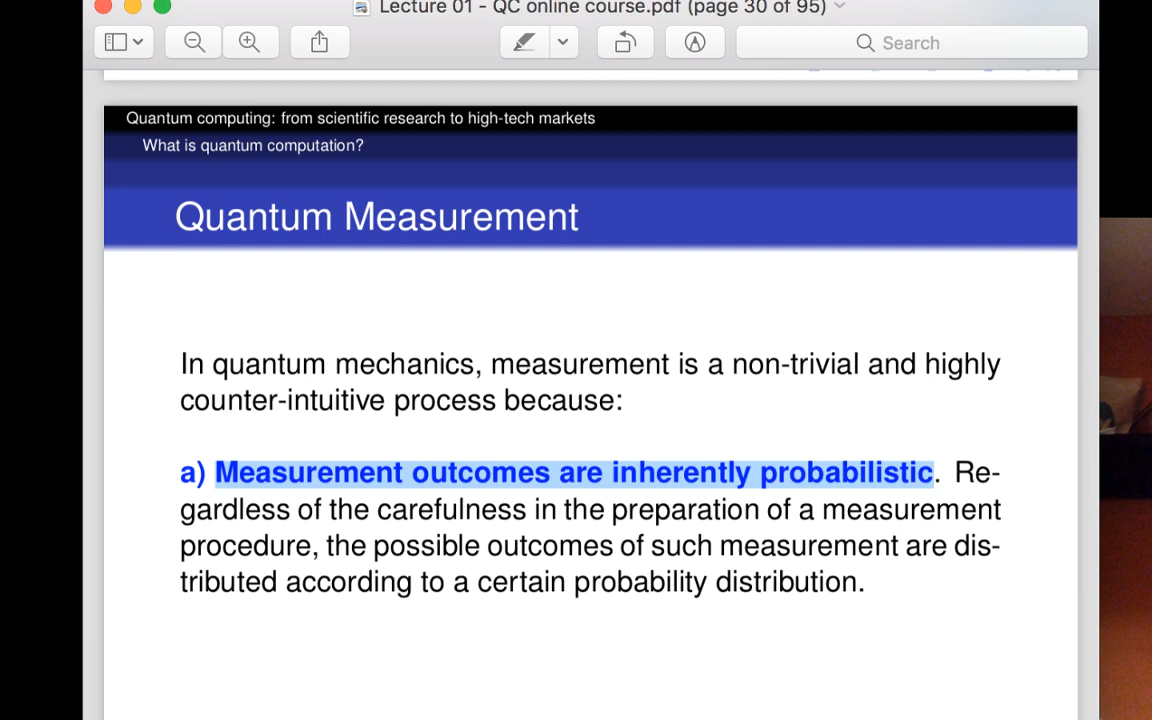 Lecture 01 - QC online course.pdf (page 30 of 95)
Search
Quantum computing: from scientific research to high-tech markets
What is quantum computation?
Quantum Measurement
In quantum mechanics, measurement is a non-trivial and highly
counter-intuitive process because:
a) Measurement outcomes are inherently probabilistic. Re-
gardless of the carefulness in the preparation of a measurement
procedure, the possible outcomes of such measurement are dis-
tributed according to a certain probability distribution.